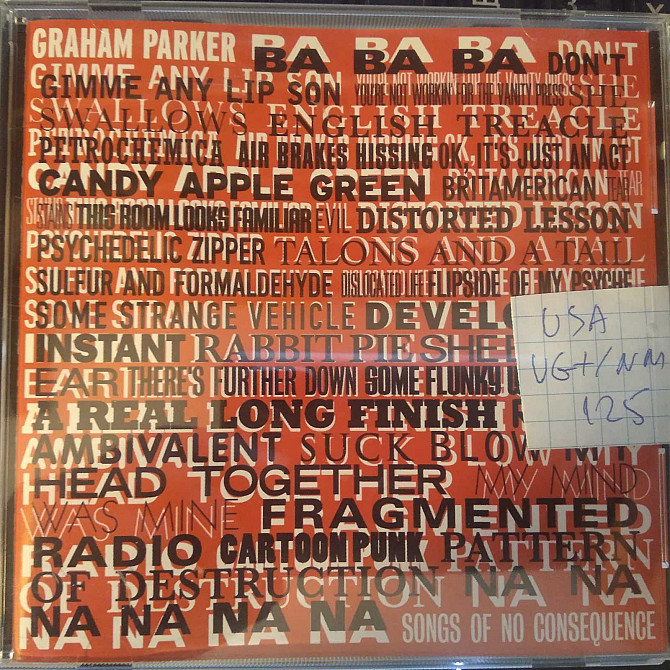 GRAHAM PARKER BA BA BA DON'T
GIMME ANY LIP SON YOU'RE NOT WORKIN' FOR THE VANITY PRESS SHE
SWALLOWS ENGLISH TREACLE
PETROCHEMICA AIR BRAKES HISSING OK, IT'S JUST AN ACT
CANDY APPLE GREEN BRITAMERICAN TAR
STAINS THIS ROOM LOOKS FAMILIAR EVIL DISTORTED LESSON
PSYCHEDELIC ZIPPER TALONS AND A TAIL
SULFUR AND FORMALDEHYDE DISLOCATED LIFE FLIPSIDE OF MY PSYCHE
SOME STRANGE VEHICLE
INSTANT RABBIT PIE
EAR THERE'S FURTHER DOWN SOME FLUNKY
A REAL LONG FINISH
AMBIVALENT SUCK BLOW MY
HEAD TOGETHER MY MIND
WAS MINE FRAGMENTED
RADIO CARTOON PUNK PATTERN
OF DESTRUCTION NA NA
NA NA NA NA SONGS OF NO CONSEQUENCE
USA
VG+/NM
125